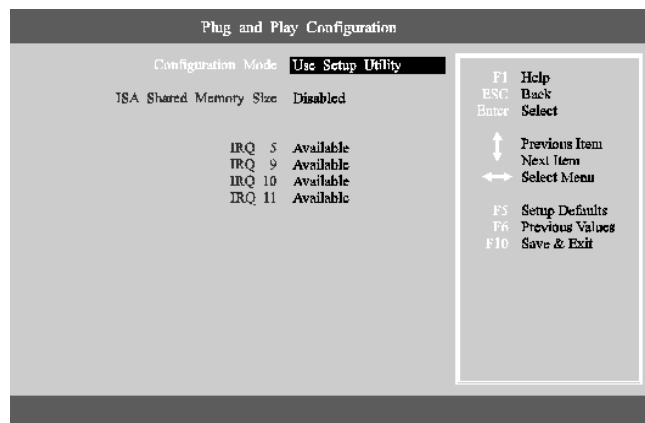 Plug and Play Configuration
Configuration Mode Use Setup Utility
ISA Shared Memory Size Disabled
IRQ 5 Available
IRQ 9 Available
IRQ 10 Available
IRQ 11 Available
F1 Help
ESC Back
Enter Select
Previous Item
Next Item
Select Menu
F5 Setup Defaults
F6 Previous Values
F10 Save & Exit